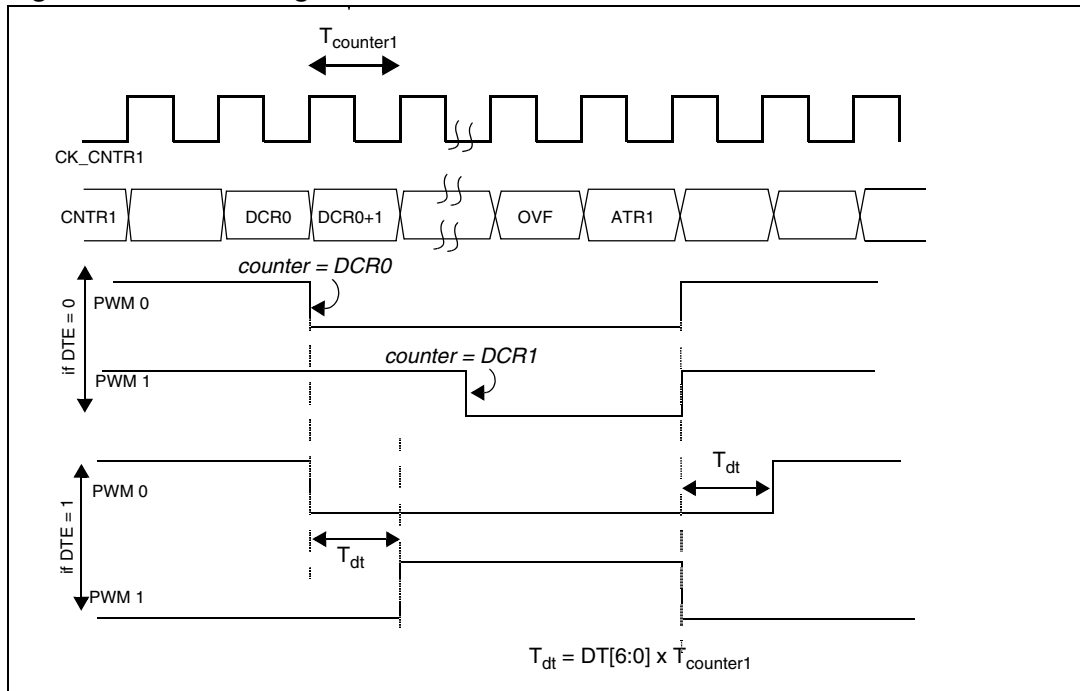 T_counter1
CK_CNTR1
CNTR1
DCR0
DCR0+1
OVF
ATR1
counter = DCR0
if DTE = 0
PWM 0
counter = DCR1
PWM 1
if DTE = 1
PWM 0
T_dt
T_dt
PWM 1
T_dt = DT[6:0] x T_counter1